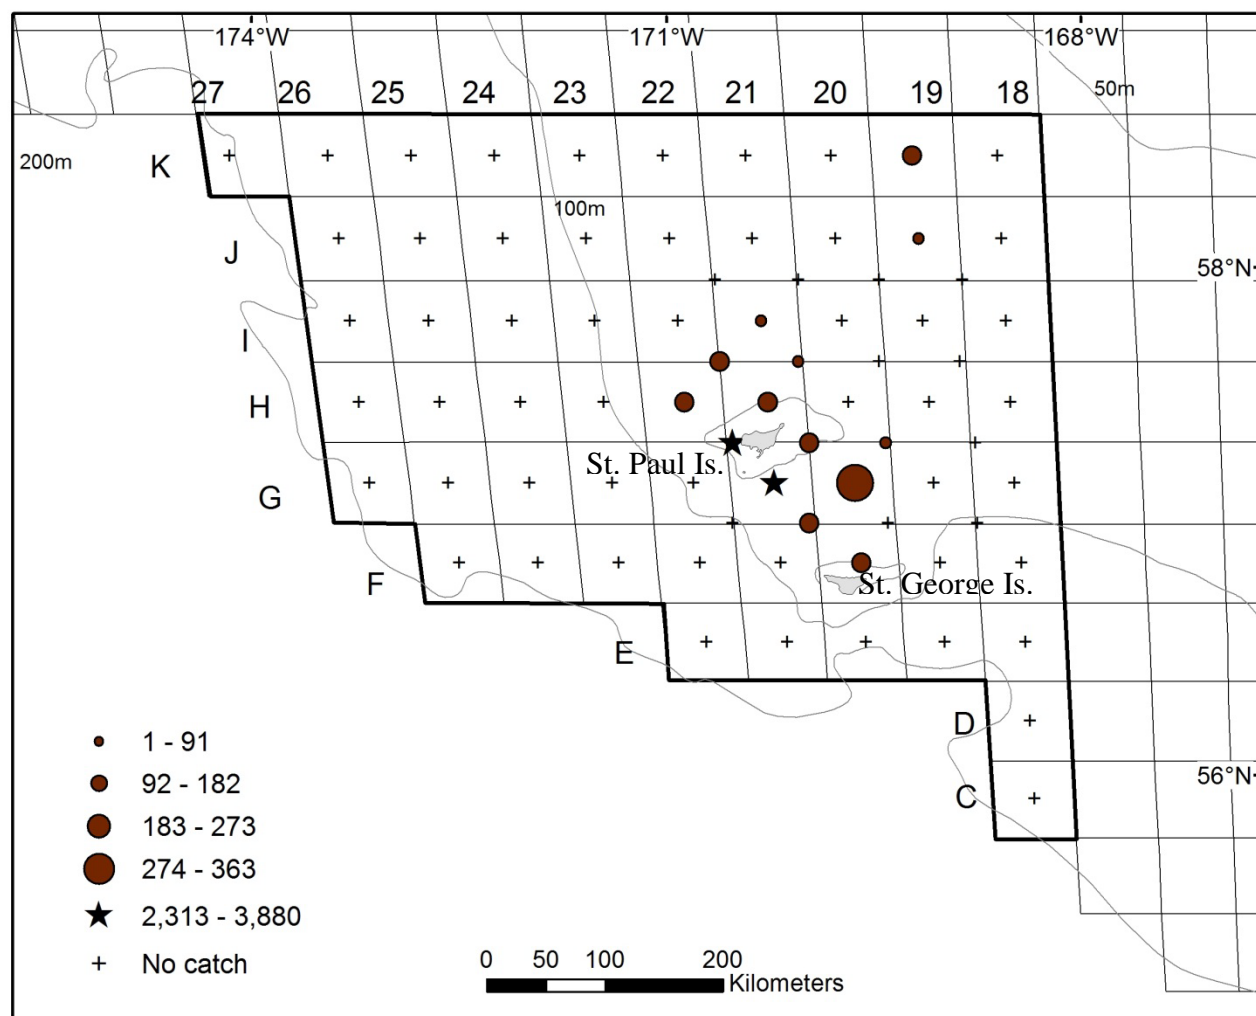 174°W 171°W 168°W
27 26 25 24 23 22 21 20 19 18
50m
200m
K
100m
J
58°N
I
H
St. Paul Is.
G
F
St. George Is.
E
D
56°N
C
1 - 91
92 - 182
183 - 273
274 - 363
2,313 - 3,880
No catch
0 50 100 200
Kilometers